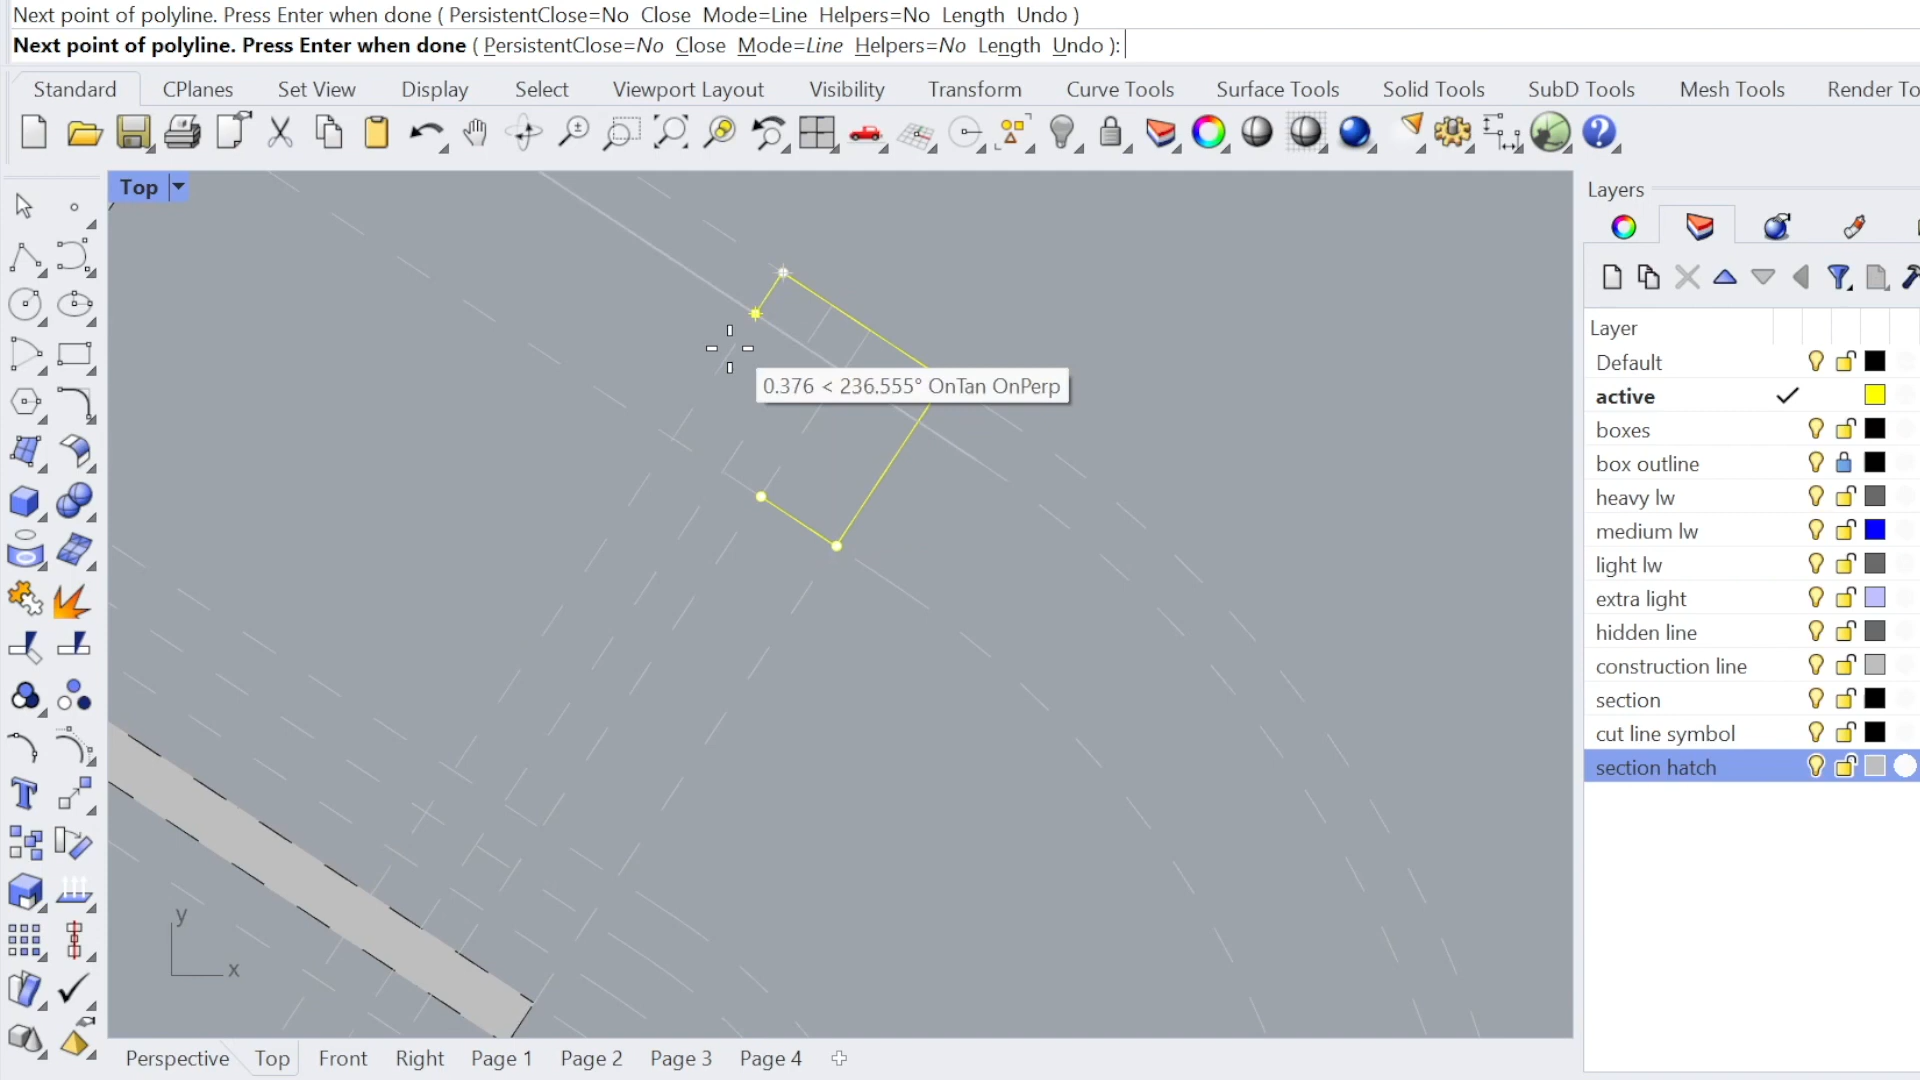 Next point of polyline. Press Enter when done ( PersistentClose=No Close Mode=Line Helpers=No Length Undo )
Next point of polyline. Press Enter when done ( PersistentClose=No Close Mode=Line Helpers=No Length Undo ):
Standard CPlanes Set View Display Select Viewport Layout Visibility Transform Curve Tools Surface Tools Solid Tools SubD Tools Mesh Tools Render To
Top
Layers
Layer
Default
active
boxes
box outline
heavy lw
medium lw
light lw
extra light
hidden line
construction line
section
cut line symbol
section hatch
0.376 < 236.555° OnTan OnPerp
y
x
Perspective Top Front Right Page 1 Page 2 Page 3 Page 4